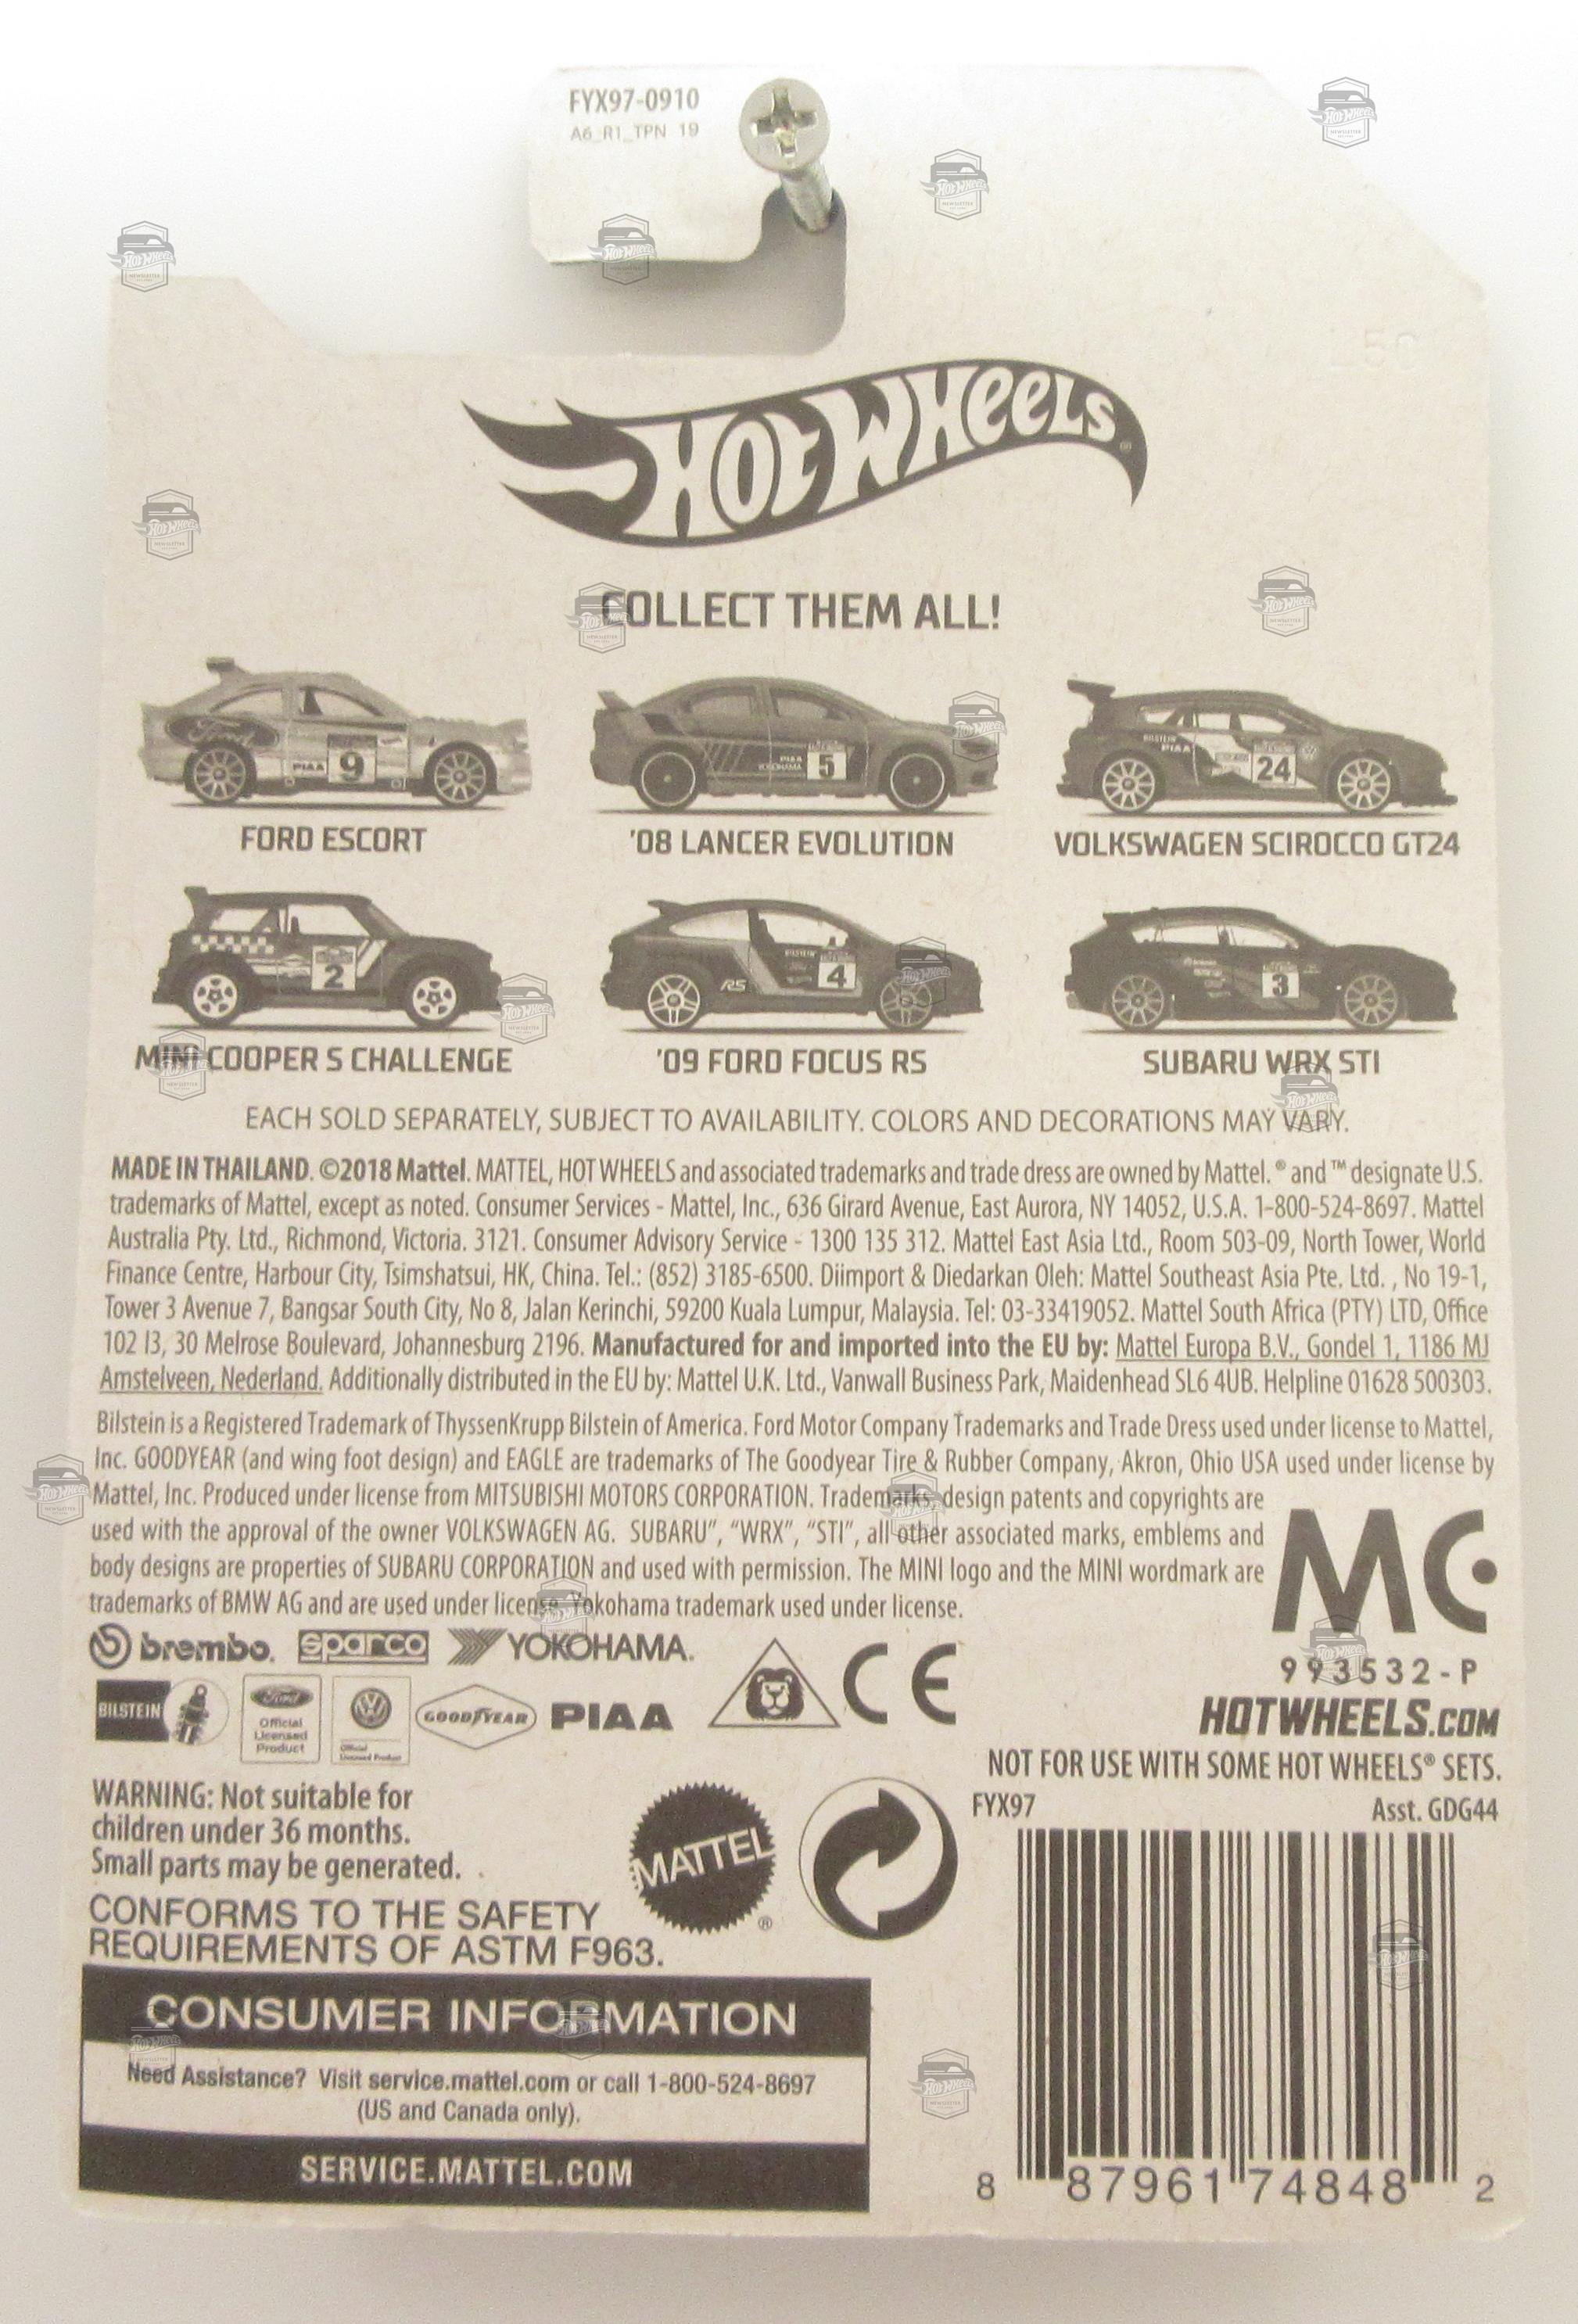 FYX97-0910
A6_R1_TPN 19
HOT WHEELS®
COLLECT THEM ALL!
Ford
PIAA
9
PIAA
YOKOHAMA
5
BILSTEIN
PIAA
24
FORD ESCORT
'08 LANCER EVOLUTION
VOLKSWAGEN SCIROCCO GT24
2
RS
BILSTEIN
4
3
MINI COOPER S CHALLENGE
'09 FORD FOCUS RS
SUBARU WRX STI
EACH SOLD SEPARATELY, SUBJECT TO AVAILABILITY. COLORS AND DECORATIONS MAY VARY.
MADE IN THAILAND. ©2018 Mattel. MATTEL, HOT WHEELS and associated trademarks and trade dress are owned by Mattel. ® and ™ designate U.S.
trademarks of Mattel, except as noted. Consumer Services - Mattel, Inc., 636 Girard Avenue, East Aurora, NY 14052, U.S.A. 1-800-524-8697. Mattel
Australia Pty. Ltd., Richmond, Victoria. 3121. Consumer Advisory Service - 1300 135 312. Mattel East Asia Ltd., Room 503-09, North Tower, World
Finance Centre, Harbour City, Tsimshatsui, HK, China. Tel.: (852) 3185-6500. Diimport & Diedarkan Oleh: Mattel Southeast Asia Pte. Ltd. , No 19-1,
Tower 3 Avenue 7, Bangsar South City, No 8, Jalan Kerinchi, 59200 Kuala Lumpur, Malaysia. Tel: 03-33419052. Mattel South Africa (PTY) LTD, Office
102 I3, 30 Melrose Boulevard, Johannesburg 2196. Manufactured for and imported into the EU by: Mattel Europa B.V., Gondel 1, 1186 MJ
Amstelveen, Nederland. Additionally distributed in the EU by: Mattel U.K. Ltd., Vanwall Business Park, Maidenhead SL6 4UB. Helpline 01628 500303.
Bilstein is a Registered Trademark of ThyssenKrupp Bilstein of America. Ford Motor Company Trademarks and Trade Dress used under license to Mattel,
Inc. GOODYEAR (and wing foot design) and EAGLE are trademarks of The Goodyear Tire & Rubber Company, Akron, Ohio USA used under license by
Mattel, Inc. Produced under license from MITSUBISHI MOTORS CORPORATION. Trademarks, design patents and copyrights are
used with the approval of the owner VOLKSWAGEN AG. SUBARU”, “WRX”, “STI”, all other associated marks, emblems and
body designs are properties of SUBARU CORPORATION and used with permission. The MINI logo and the MINI wordmark are
trademarks of BMW AG and are used under license. Yokohama trademark used under license.
MC
993532-P
brembo. sparco YOKOHAMA.
CE
BILSTEIN
Ford
Official
Licensed
Product
Official
Licensed Product
GOODYEAR
PIAA
HOTWHEELS.COM
NOT FOR USE WITH SOME HOT WHEELS® SETS.
FYX97 Asst. GDG44
WARNING: Not suitable for
children under 36 months.
Small parts may be generated.
MATTEL®
CONFORMS TO THE SAFETY
REQUIREMENTS OF ASTM F963.
CONSUMER INFORMATION
Need Assistance? Visit service.mattel.com or call 1-800-524-8697
(US and Canada only).
SERVICE.MATTEL.COM
8 87961 74848 2